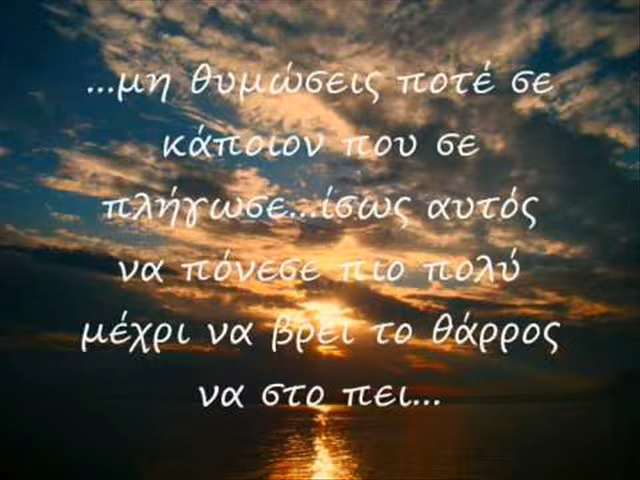 ...μη θυμώσεις ποτέ σε
κάποιον που σε
πλήγωσε...ίσως αυτός
να πόνεσε πιο πολύ
μέχρι να βρει το θάρρος
να στο πει...